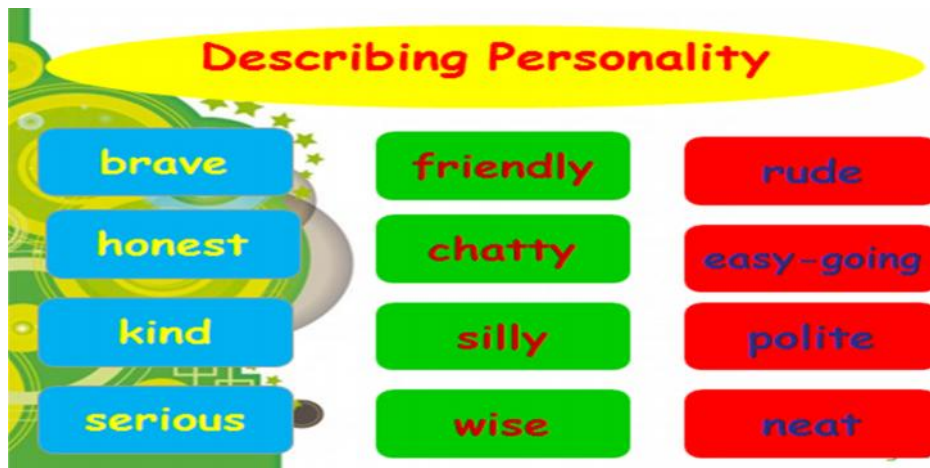 Describing Personality
brave
friendly
rude
honest
chatty
easy-going
kind
silly
polite
serious
wise
neat